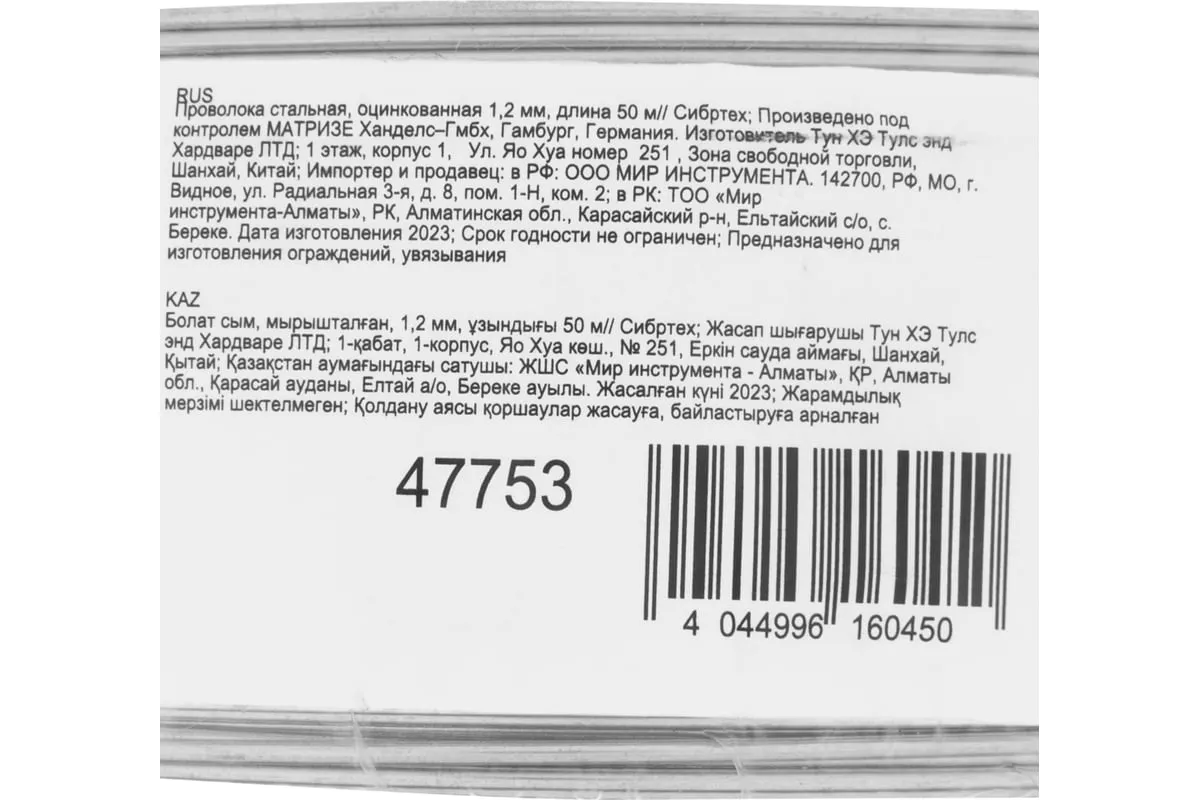 RUS
Проволока стальная, оцинкованная 1,2 мм, длина 50 м// Сибртех; Произведено под
контролем МАТРИЗЕ Ханделс–Гмбх, Гамбург, Германия. Изготовитель Тун ХЭ Тулс энд
Хардваре ЛТД; 1 этаж, корпус 1, Ул. Яо Хуа номер 251 , Зона свободной торговли,
Шанхай, Китай; Импортер и продавец: в РФ: ООО МИР ИНСТРУМЕНТА. 142700, РФ, МО, г.
Видное, ул. Радиальная 3-я, д. 8, пом. 1-Н, ком. 2; в РК: ТОО «Мир
инструмента-Алматы», РК, Алматинская обл., Карасайский р-н, Ельтайский с/о, с.
Береке. Дата изготовления 2023; Срок годности не ограничен; Предназначено для
изготовления ограждений, увязывания
KAZ
Болат сым, мырышталған, 1,2 мм, ұзындығы 50 м// Сибртех; Жасап шығарушы Тун ХЭ Тулс
энд Хардваре ЛТД; 1-қабат, 1-корпус, Яо Хуа көш., № 251, Еркін сауда аймағы, Шанхай,
Қытай; Қазақстан аумағындағы сатушы: ЖШС «Мир инструмента - Алматы», ҚР, Алматы
обл., Қарасай ауданы, Елтай а/о, Береке ауылы. Жасалған күні 2023; Жарамдылық
мерзімі шектелмеген; Қолдану аясы қоршаулар жасауға, байластыруға арналған
47753
4 044996 160450